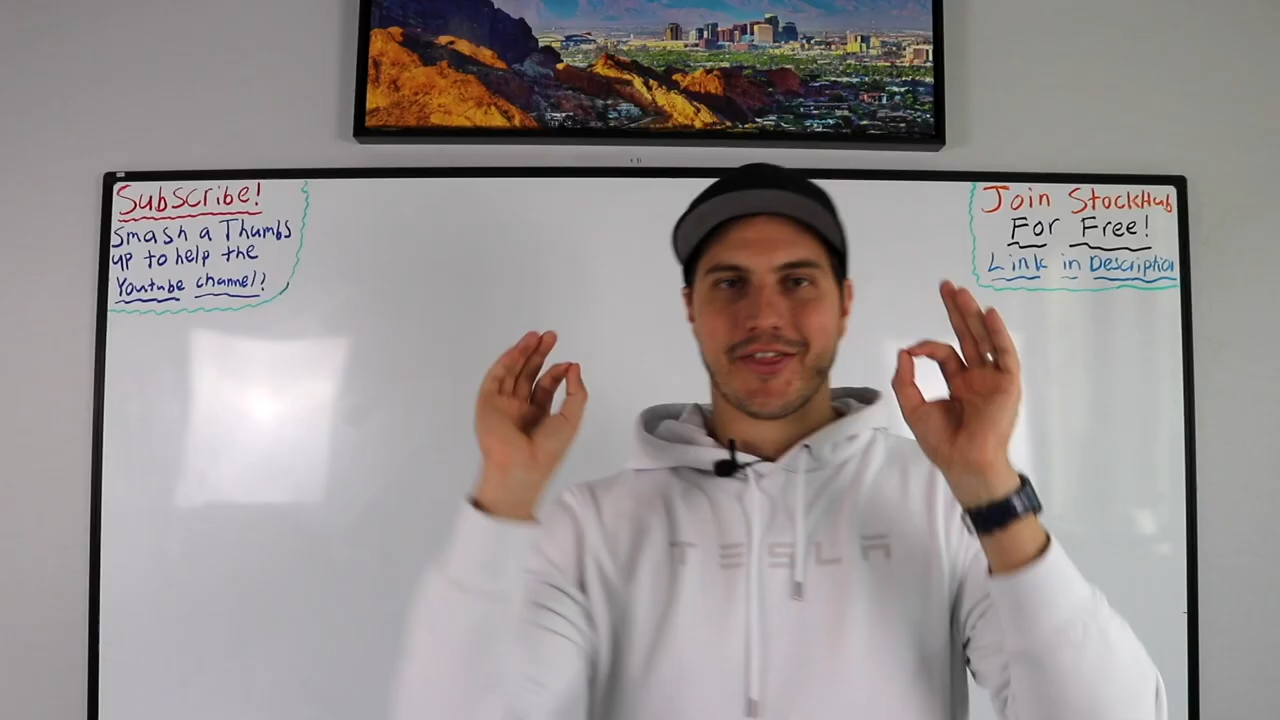 Subscribe!
Smash a Thumbs
up to help the
Youtube channel!
Join StockHub
For Free!
Link in Description
TESLA